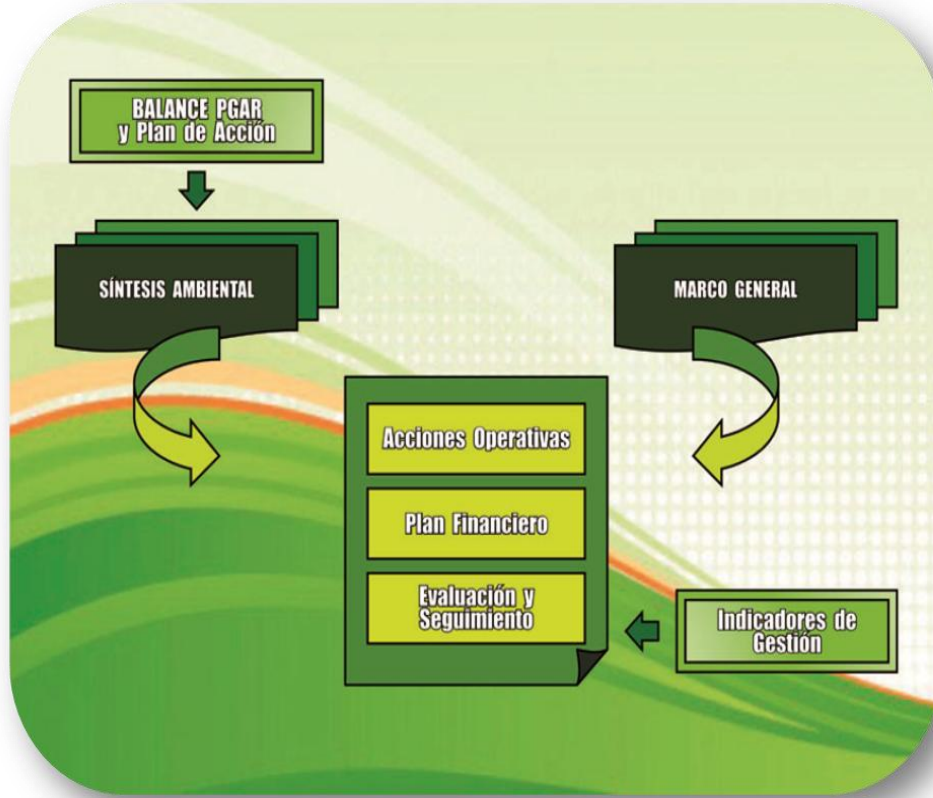 BALANCE PGAR
y Plan de Acción
SÍNTESIS AMBIENTAL
MARCO GENERAL
Acciones Operativas
Plan Financiero
Evaluación y
Seguimiento
Indicadores de
Gestión